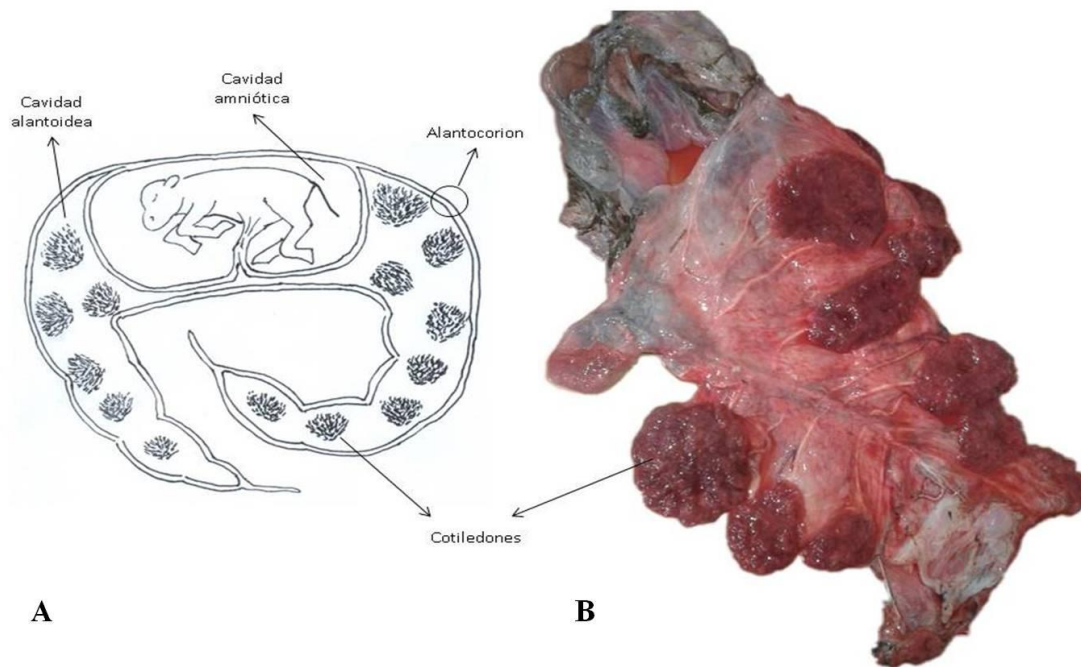 Cavidad
alantoidea
Cavidad
amniótica
Alantocorion
Cotiledones
A
B